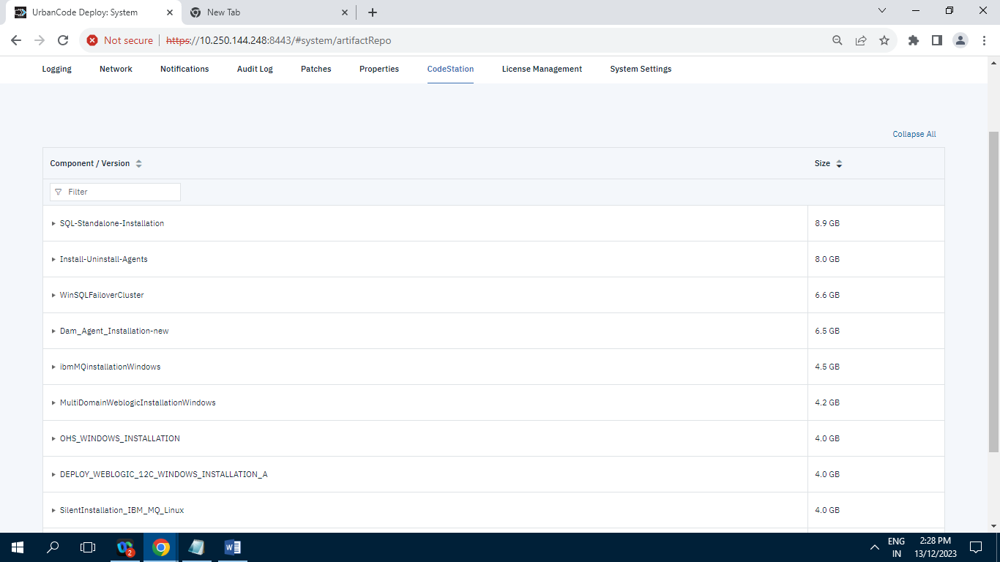 UrbanCode Deploy: System
New Tab
Not secure https://10.250.144.248:8443/#system/artifactRepo
Logging Network Notifications Audit Log Patches Properties CodeStation License Management System Settings
Collapse All
Component / Version Size
Filter
SQL-Standalone-Installation 8.9 GB
Install-Uninstall-Agents 8.0 GB
WinSQLFailoverCluster 6.6 GB
Dam_Agent_Installation-new 6.5 GB
ibmMQinstallationWindows 4.5 GB
MultiDomainWeblogicInstallationWindows 4.2 GB
OHS_WINDOWS_INSTALLATION 4.0 GB
DEPLOY_WEBLOGIC_12C_WINDOWS_INSTALLATION_A 4.0 GB
SilentInstallation_IBM_MQ_Linux 4.0 GB
2
ENG 2:28 PM
IN 13/12/2023